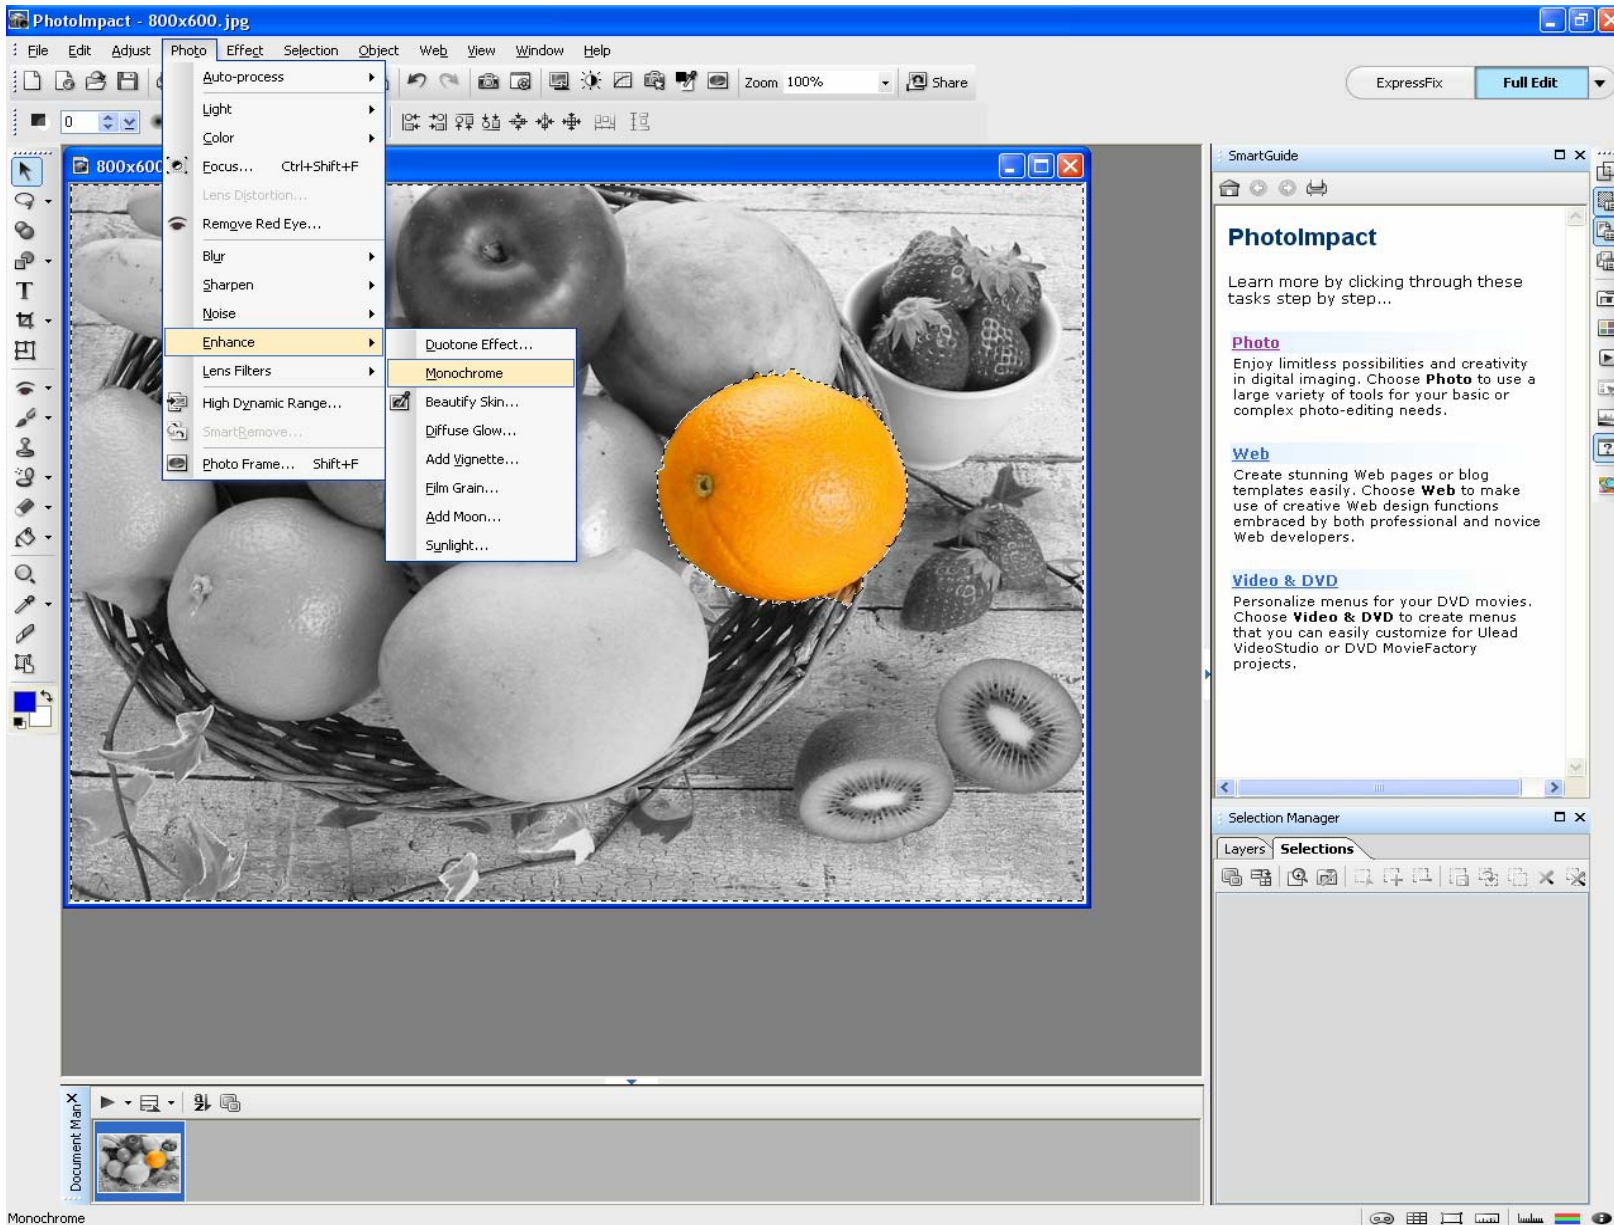 PhotoImpact - 800x600.jpg
File Edit Adjust Photo Effect Selection Object Web View Window Help
Zoom 100% Share
ExpressFix Full Edit
0
800x600
Auto-process
Light
Color
Focus... Ctrl+Shift+F
Lens Distortion...
Remove Red Eye...
Blur
Sharpen
Noise
Enhance
Lens Filters
High Dynamic Range...
SmartRemove...
Photo Frame... Shift+F
Duotone Effect...
Monochrome
Beautify Skin...
Diffuse Glow...
Add Vignette...
Film Grain...
Add Moon...
Sunlight...
SmartGuide
PhotoImpact
Learn more by clicking through these
tasks step by step...
Photo
Enjoy limitless possibilities and creativity
in digital imaging. Choose Photo to use a
large variety of tools for your basic or
complex photo-editing needs.
Web
Create stunning Web pages or blog
templates easily. Choose Web to make
use of creative Web design functions
embraced by both professional and novice
Web developers.
Video & DVD
Personalize menus for your DVD movies.
Choose Video & DVD to create menus
that you can easily customize for Ulead
VideoStudio or DVD MovieFactory
projects.
Selection Manager
Layers Selections
Document Man
Monochrome